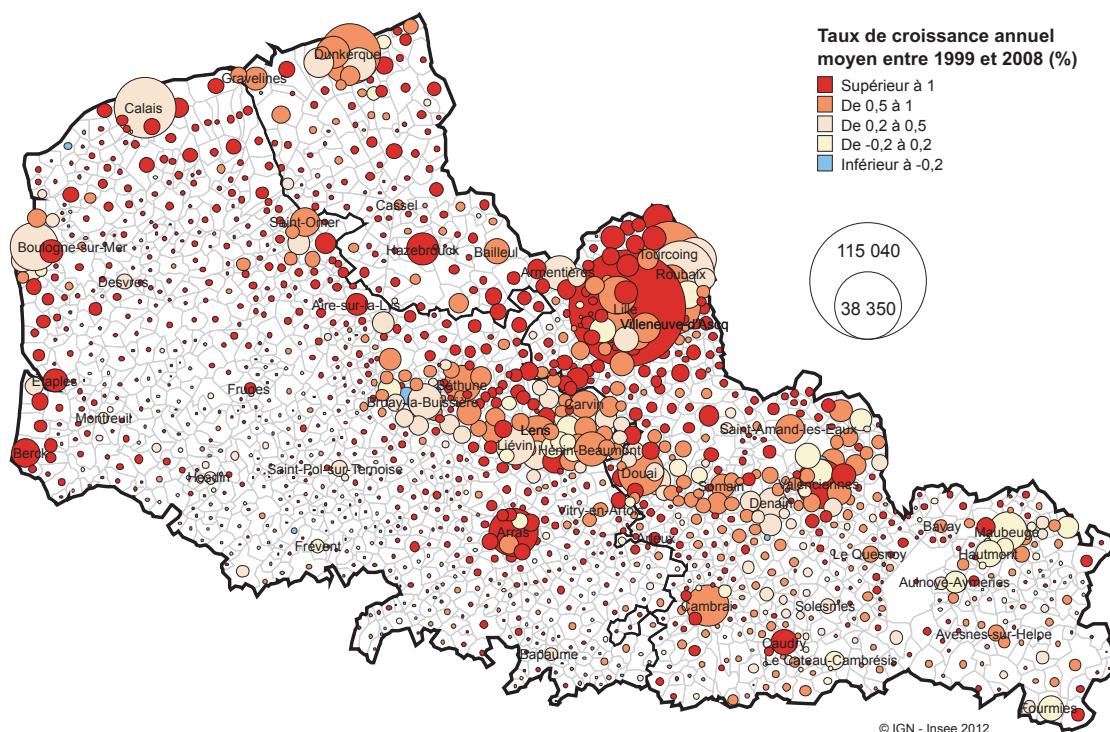 Taux de croissance annuel
moyen entre 1999 et 2008 (%)
Supérieur à 1
De 0,5 à 1
De 0,2 à 0,5
De -0,2 à 0,2
Inférieur à -0,2
115 040
38 350
Dunkerque
Gravelines
Calais
Cassel
Saint-Omer
Hazebrouck
Bailleul
Boulogne-sur-Mer
Desvres
Armentières
Tourcoing
Roubaix
Lille
Villeneuve-d'Ascq
Aire-sur-la-Lys
Etaples
Fruges
Béthune
Bruay-la-Buissière
Montreuil
Carvin
Lens
Liévin
Hénin-Beaumont
Saint-Amand-les-Eaux
Berck
Hesdin
Saint-Pol-sur-Ternoise
Douai
Somain
Valenciennes
Denain
Vitry-en-Artois
Arras
Arleux
Frévent
Bavay
Maubeuge
Le Quesnoy
Hautmont
Aulnoye-Aymeries
Cambrai
Solesmes
Caudry
Avesnes-sur-Helpe
Bapaume
Le Cateau-Cambrésis
Fourmies
© IGN - Insee 2012